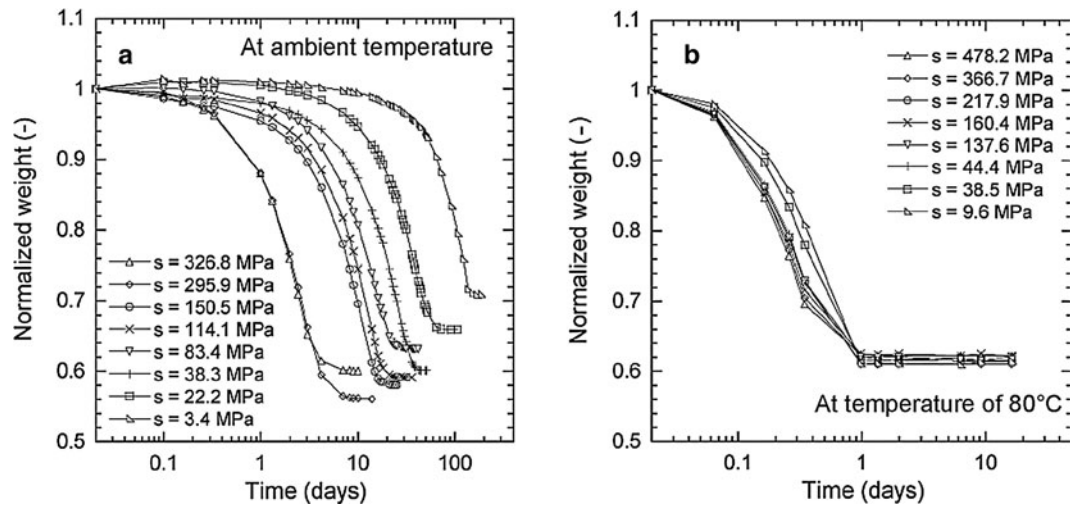 a
At ambient temperature
Normalized weight (-)
1.1
1
0.9
0.8
0.7
0.6
0.5
s = 326.8 MPa
s = 295.9 MPa
s = 150.5 MPa
s = 114.1 MPa
s = 83.4 MPa
s = 38.3 MPa
s = 22.2 MPa
s = 3.4 MPa
0.1 1 10 100
Time (days)
b
Normalized weight (-)
1.1
1
0.9
0.8
0.7
0.6
0.5
s = 478.2 MPa
s = 366.7 MPa
s = 217.9 MPa
s = 160.4 MPa
s = 137.6 MPa
s = 44.4 MPa
s = 38.5 MPa
s = 9.6 MPa
At temperature of 80°C
0.1 1 10
Time (days)